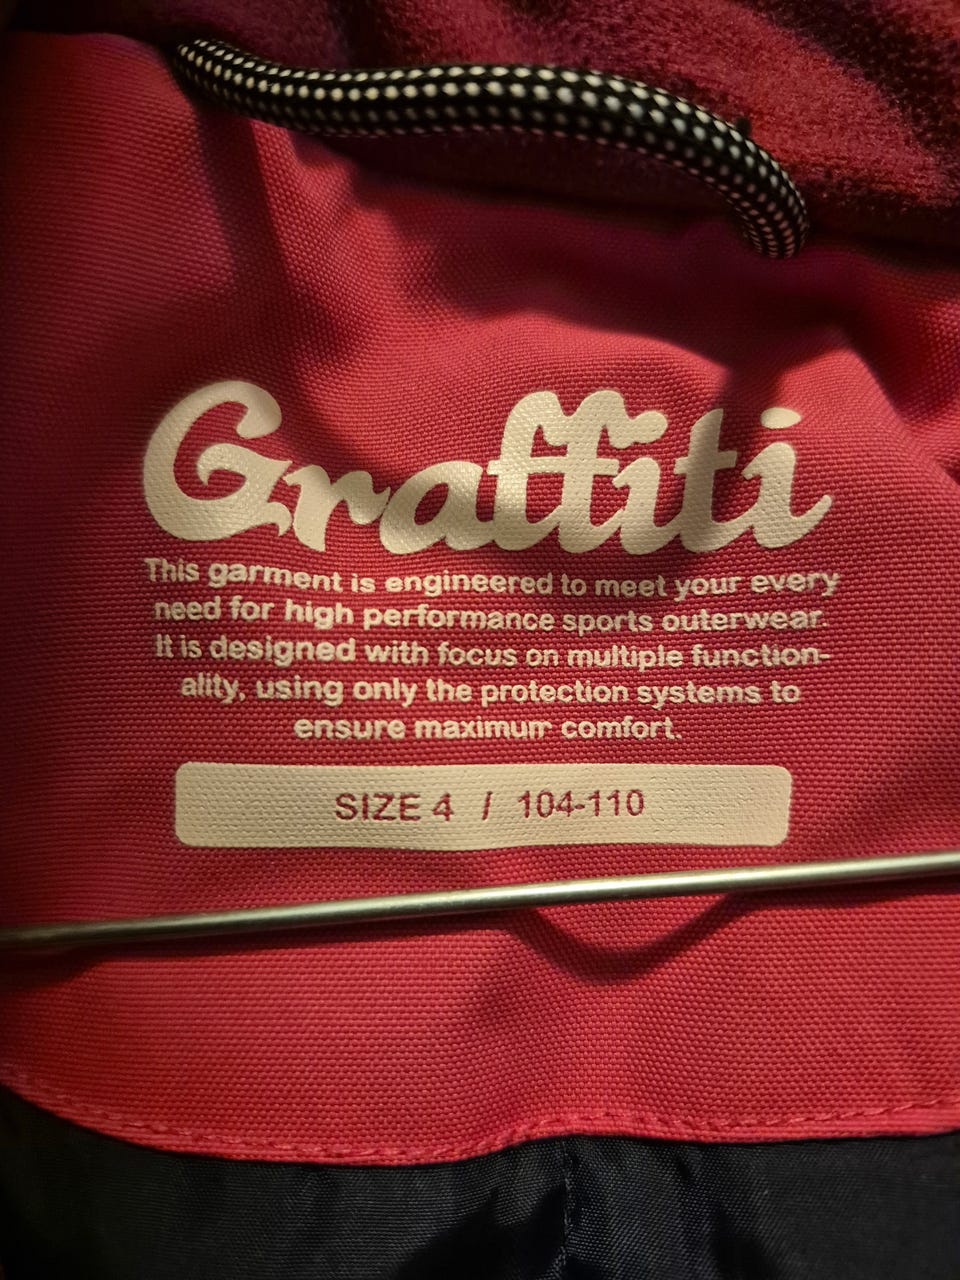 Graffiti
This garment is engineered to meet your every
need for high performance sports outerwear.
It is designed with focus on multiple function-
ality, using only the protection systems to
ensure maximum comfort.
SIZE 4 / 104-110